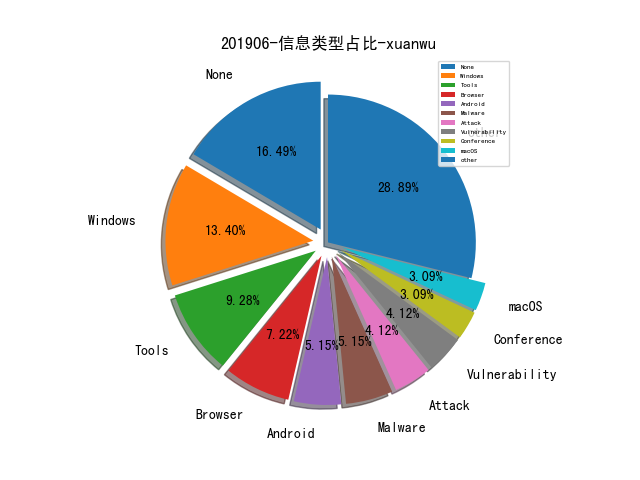 201906-信息类型占比-xuanwu
None
Windows
Tools
Browser
Android
Malware
Attack
Vulnerability
Conference
macOS
other
None
16.49%
28.89%
Windows
13.40%
9.28%
Tools
7.22%
Browser
5.15%
Android
5.15%
Malware
4.12%
Attack
4.12%
Vulnerability
3.09%
Conference
3.09%
macOS